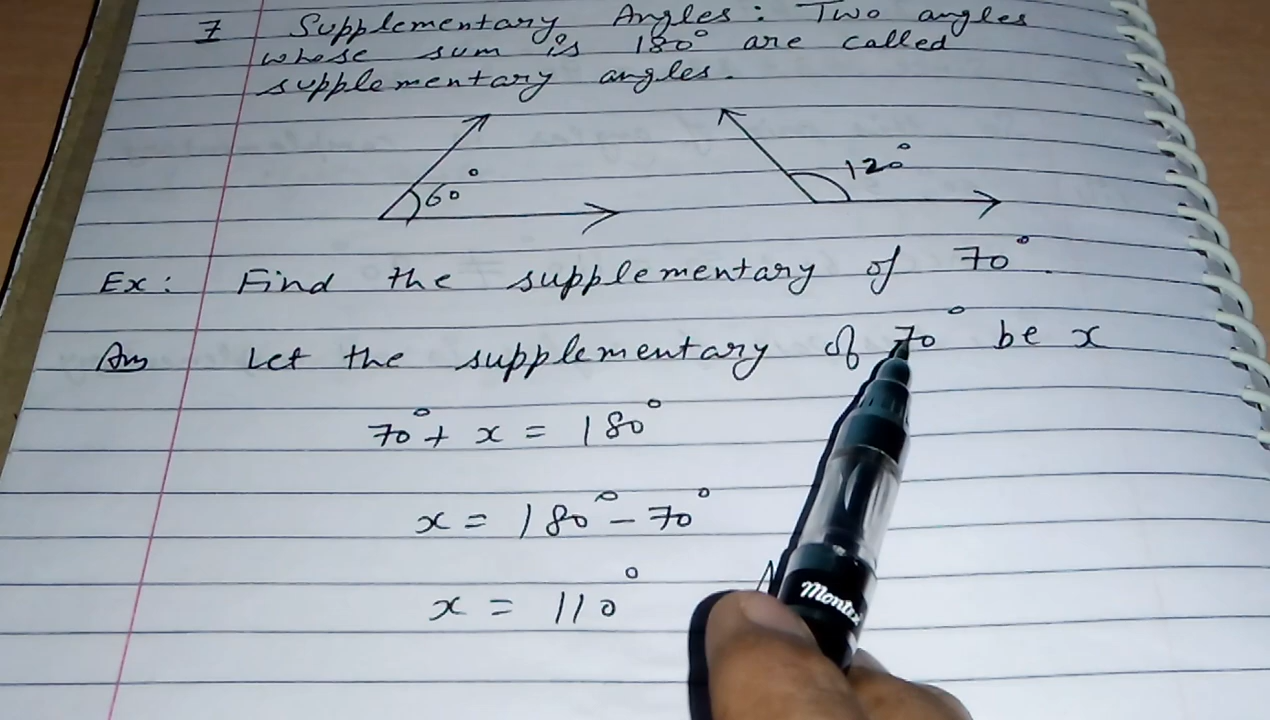 7 Supplementary Angles: Two angles
whose sum is 180° are called
supplementary angles.
60° 120°
Ex: Find the supplementary of 70°.
Ans Let the supplementary of 70° be x
70° + x = 180°
x = 180° - 70°
x = 110°